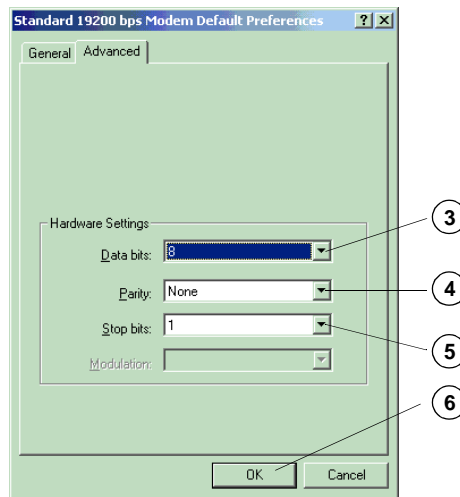 Standard 19200 bps Modem Default Preferences ? ×
General Advanced
Hardware Settings
3
Data bits: 8
4
Parity: None
Stop bits: 1
5
Modulation:
6
OK Cancel